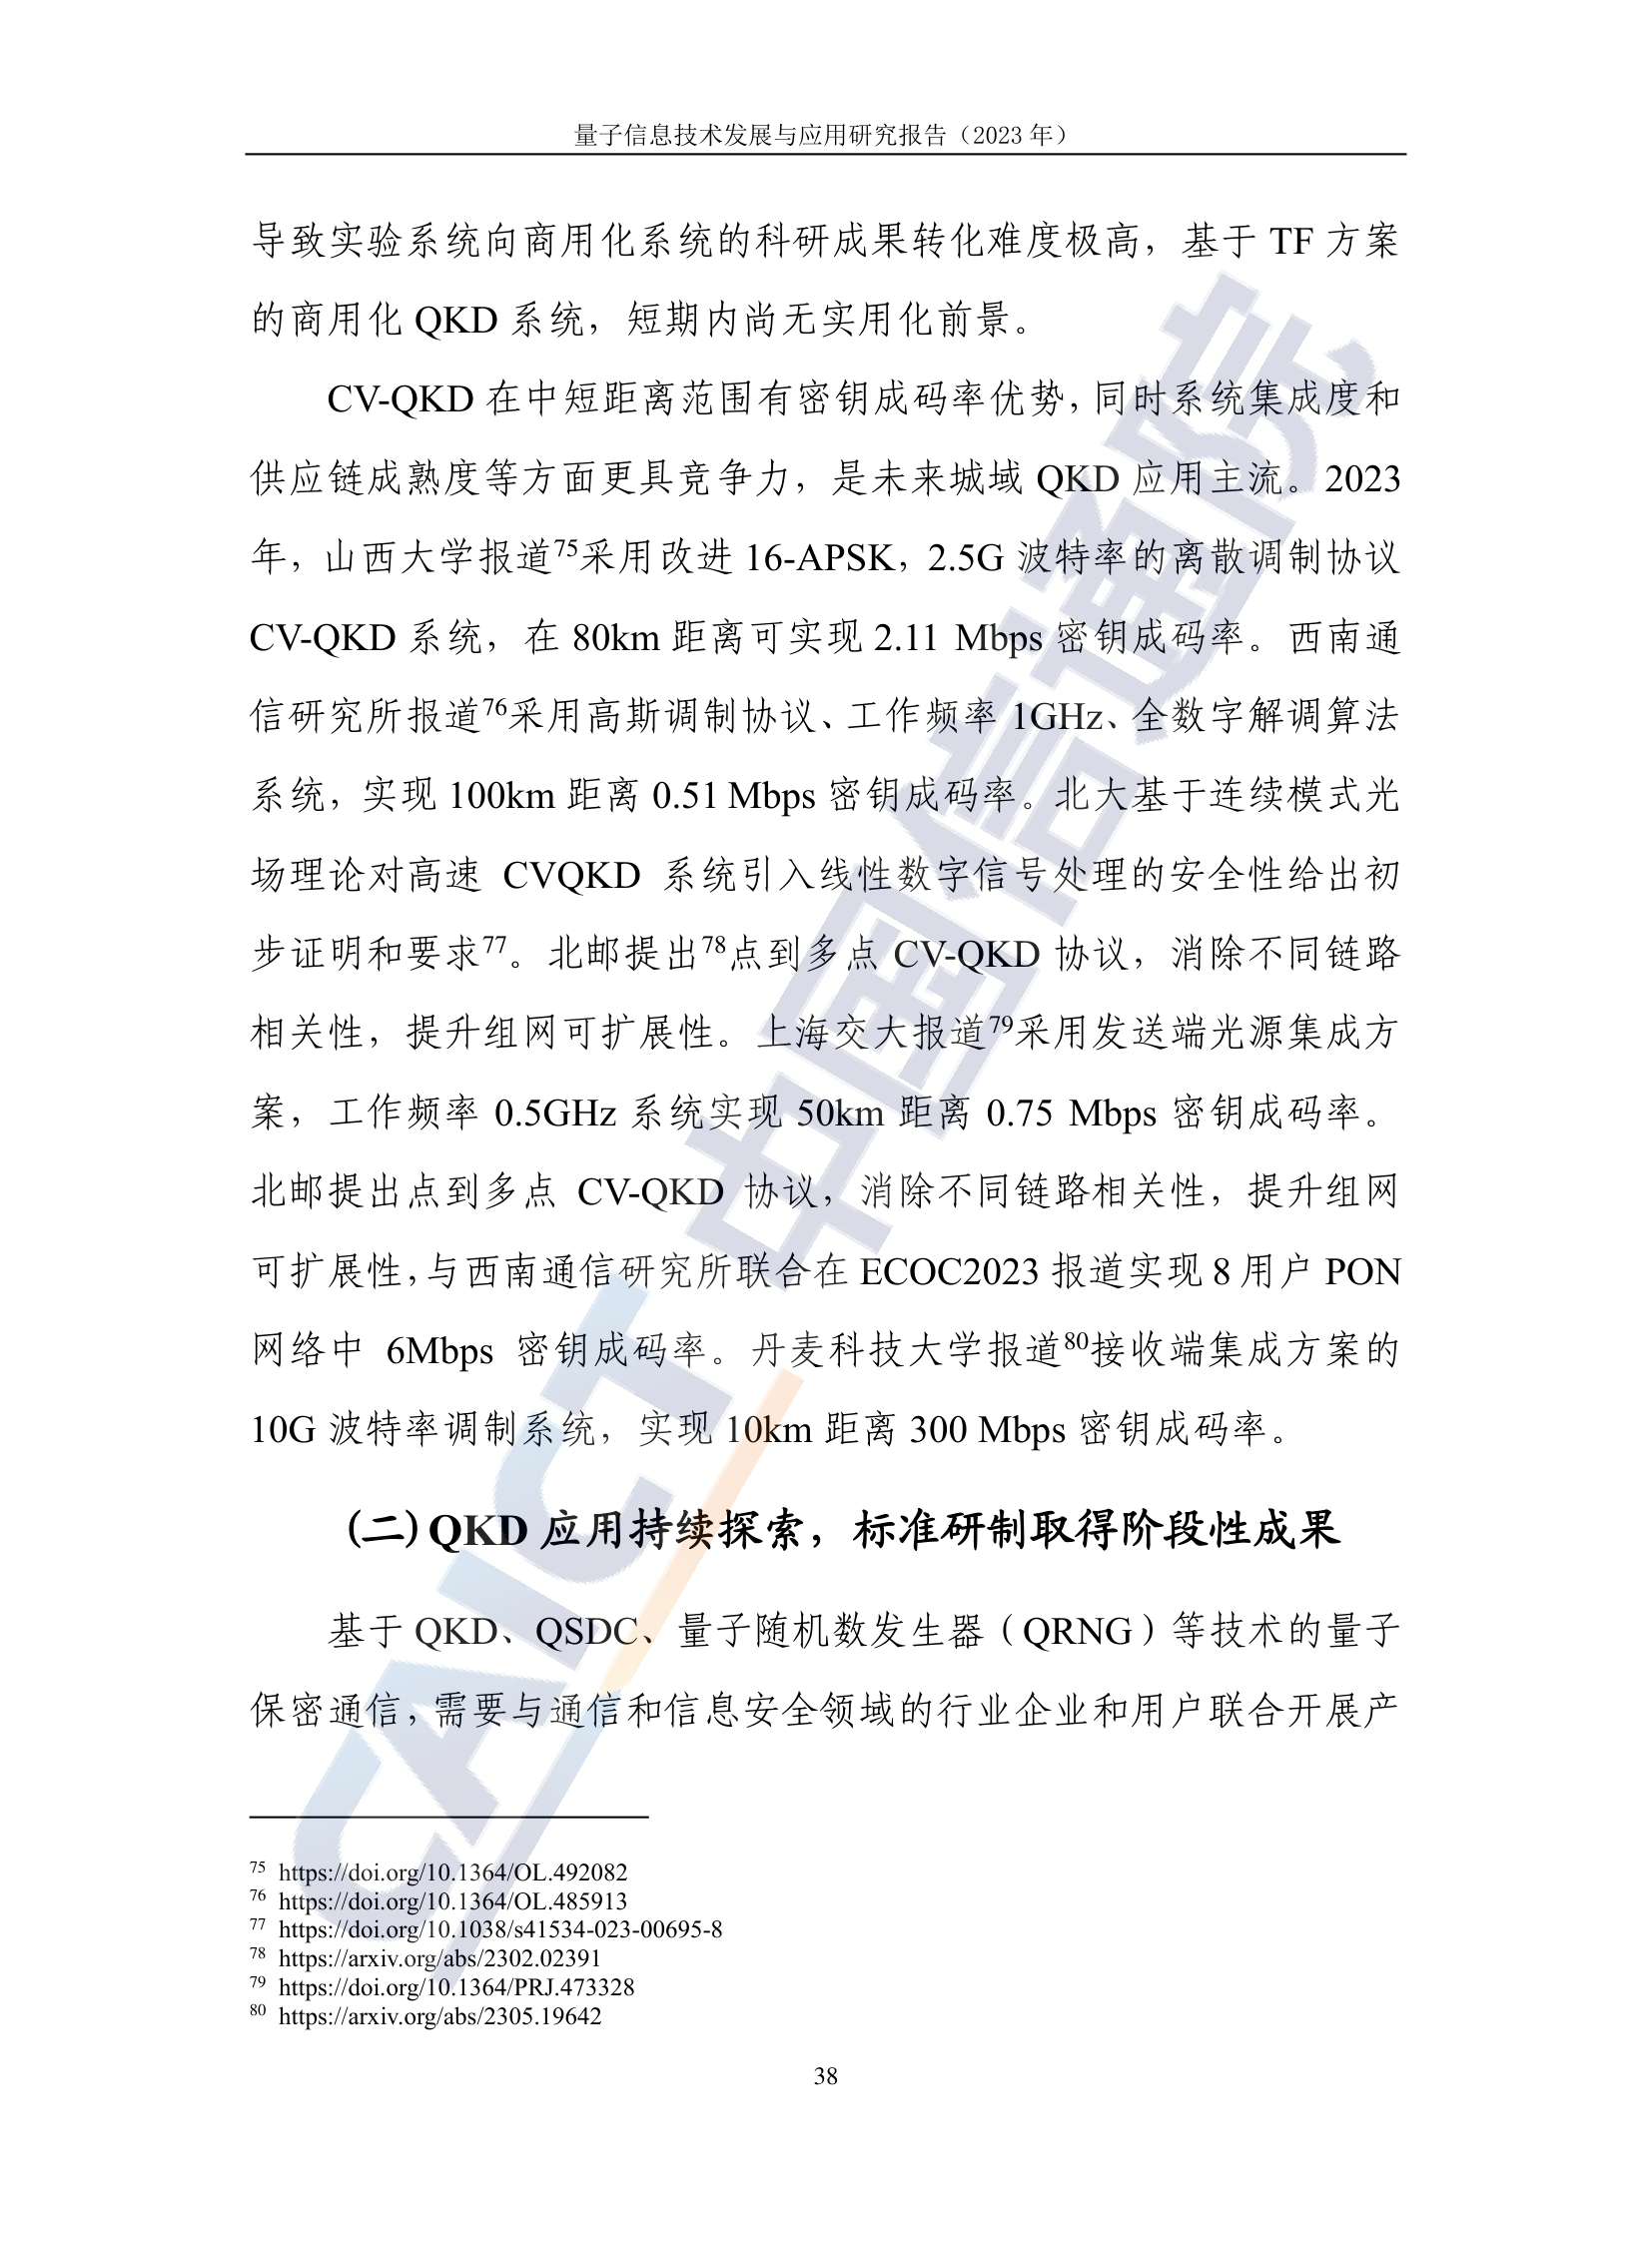 量子信息技术发展与应用研究报告（2023 年）
导致实验系统向商用化系统的科研成果转化难度极高，基于 TF 方案
的商用化 QKD 系统，短期内尚无实用化前景。
CV-QKD 在中短距离范围有密钥成码率优势，同时系统集成度和
供应链成熟度等方面更具竞争力，是未来城域 QKD 应用主流。2023
年，山西大学报道75采用改进 16-APSK，2.5G 波特率的离散调制协议
CV-QKD 系统，在 80km 距离可实现 2.11 Mbps 密钥成码率。西南通
信研究所报道76采用高斯调制协议、工作频率 1GHz、全数字解调算法
系统，实现 100km 距离 0.51 Mbps 密钥成码率。北大基于连续模式光
场理论对高速 CVQKD 系统引入线性数字信号处理的安全性给出初
步证明和要求77。北邮提出78点到多点 CV-QKD 协议，消除不同链路
相关性，提升组网可扩展性。上海交大报道79采用发送端光源集成方
案，工作频率 0.5GHz 系统实现 50km 距离 0.75 Mbps 密钥成码率。
北邮提出点到多点 CV-QKD 协议，消除不同链路相关性，提升组网
可扩展性，与西南通信研究所联合在 ECOC2023 报道实现 8 用户 PON
网络中 6Mbps 密钥成码率。丹麦科技大学报道80接收端集成方案的
10G 波特率调制系统，实现 10km 距离 300 Mbps 密钥成码率。
(二) QKD 应用持续探索，标准研制取得阶段性成果
基于 QKD、QSDC、量子随机数发生器（QRNG）等技术的量子
保密通信，需要与通信和信息安全领域的行业企业和用户联合开展产
75 https://doi.org/10.1364/OL.492082
76 https://doi.org/10.1364/OL.485913
77 https://doi.org/10.1038/s41534-023-00695-8
78 https://arxiv.org/abs/2302.02391
79 https://doi.org/10.1364/PRJ.473328
80 https://arxiv.org/abs/2305.19642
38
CAICT 中国信通院